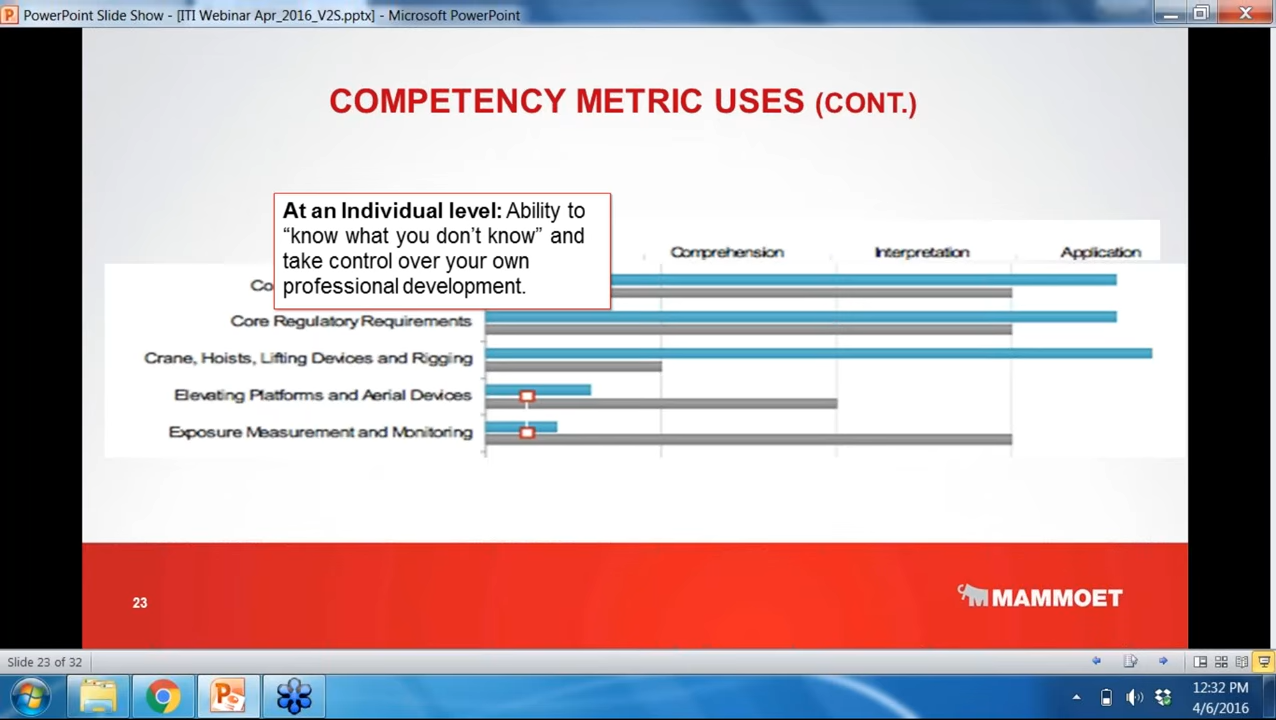 PowerPoint Slide Show - [ITI Webinar Apr_2016_V2S.pptx] - Microsoft PowerPoint
COMPETENCY METRIC USES (CONT.)
At an Individual level: Ability to
“know what you don’t know” and
take control over your own
professional development.
Comprehension Interpretation Application
Co
Core Regulatory Requirements
Crane, Hoists, Lifting Devices and Rigging
Elevating Platforms and Aerial Devices
Exposure Measurement and Monitoring
23
MAMMOET
Slide 23 of 32
12:32 PM
4/6/2016